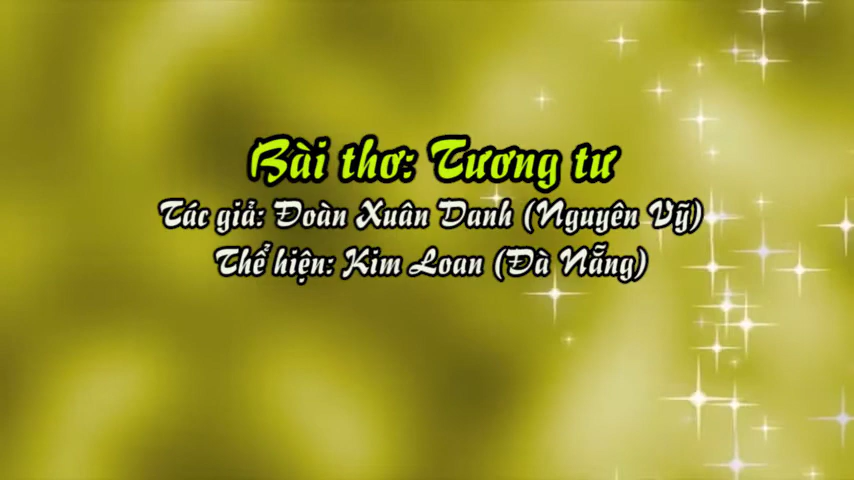 Bài thơ: Tương tư
Tác giả: Đoàn Xuân Danh (Nguyên Vỹ)
Thể hiện: Kim Loan (Đà Nẵng)